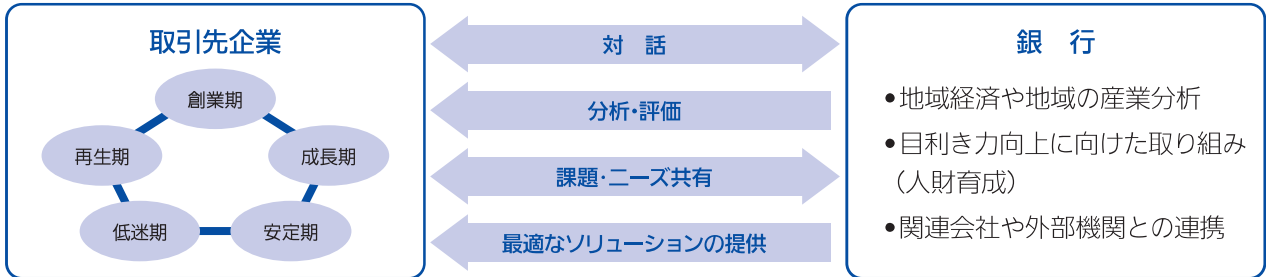 取引先企業
創業期
再生期
成長期
低迷期
安定期
対　話
分析・評価
課題・ニーズ共有
最適なソリューションの提供
銀　行
●地域経済や地域の産業分析
●目利き力向上に向けた取り組み
（人財育成）
●関連会社や外部機関との連携